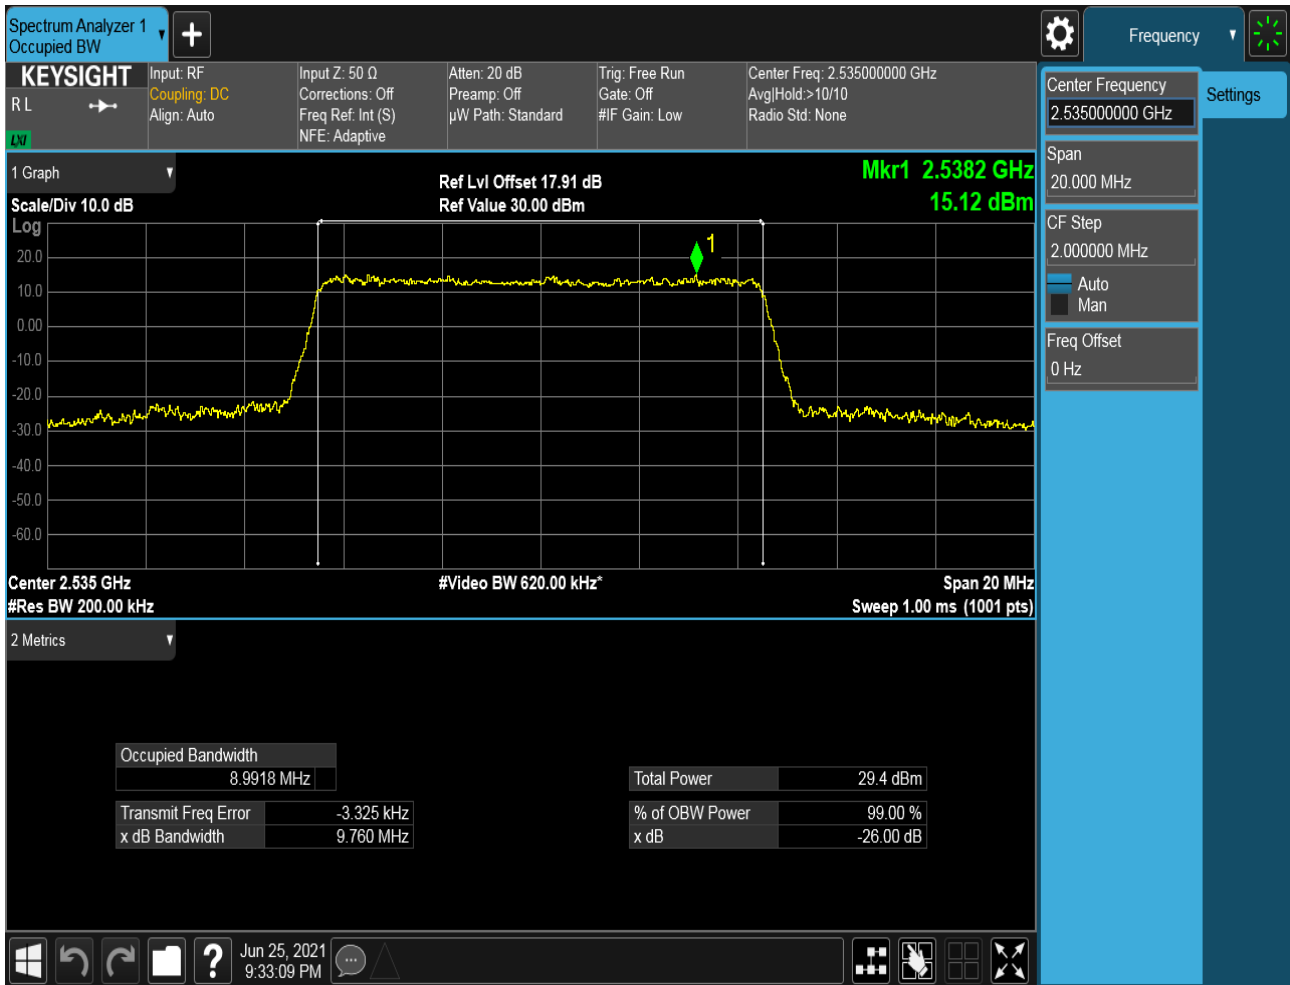 Spectrum Analyzer 1
Occupied BW
Frequency
KEYSIGHT
R L
LXI
Input: RF
Coupling: DC
Align: Auto
Input Z: 50 Ω
Corrections: Off
Freq Ref: Int (S)
NFE: Adaptive
Atten: 20 dB
Preamp: Off
µW Path: Standard
Trig: Free Run
Gate: Off
#IF Gain: Low
Center Freq: 2.535000000 GHz
Avg|Hold:>10/10
Radio Std: None
Center Frequency
2.535000000 GHz
Settings
Span
20.000 MHz
CF Step
2.000000 MHz
Auto
Man
Freq Offset
0 Hz
1 Graph
Ref Lvl Offset 17.91 dB
Mkr1 2.5382 GHz
Scale/Div 10.0 dB
Ref Value 30.00 dBm
15.12 dBm
Log
1
20.0
10.0
0.00
-10.0
-20.0
-30.0
-40.0
-50.0
-60.0
Center 2.535 GHz
#Video BW 620.00 kHz*
Span 20 MHz
#Res BW 200.00 kHz
Sweep 1.00 ms (1001 pts)
2 Metrics
Occupied Bandwidth
8.9918 MHz
Total Power 29.4 dBm
Transmit Freq Error -3.325 kHz
% of OBW Power 99.00 %
x dB Bandwidth 9.760 MHz
x dB -26.00 dB
?
Jun 25, 2021
9:33:09 PM